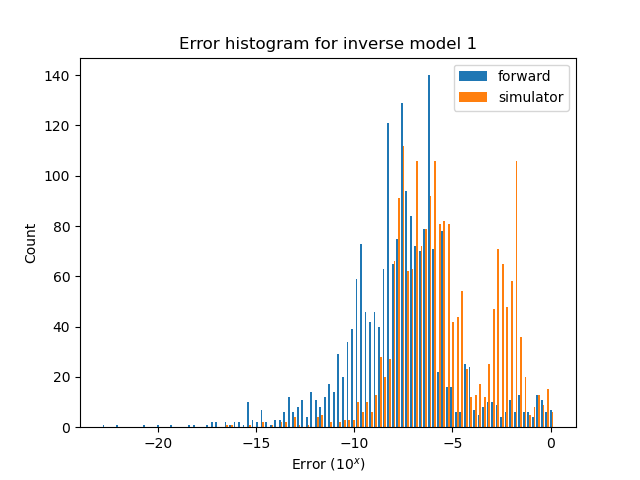 Error histogram for inverse model 1
forward
simulator
140
120
100
80
60
40
20
0
Count
−20
−15
−10
−5
0
Error (10^x)